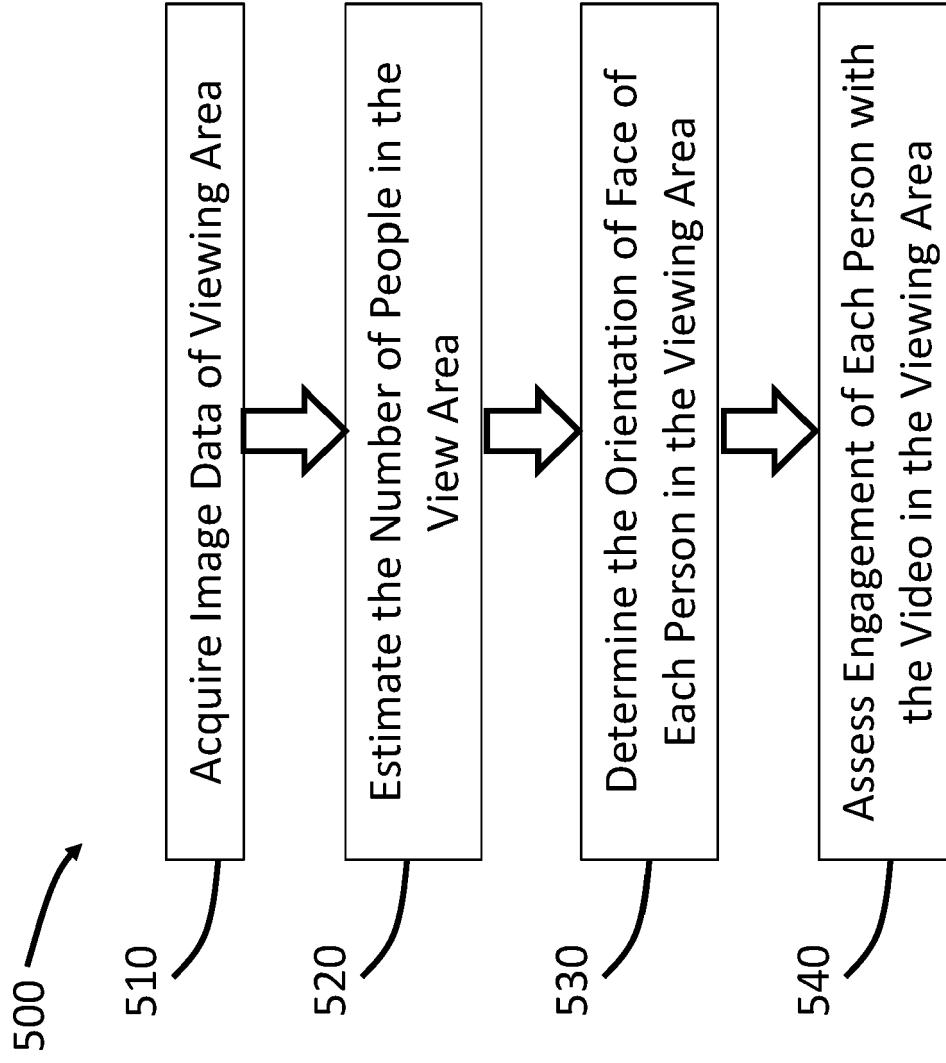 500
510
Acquire Image Data of Viewing Area
520
Estimate the Number of People in the
View Area
530
Determine the Orientation of Face of
Each Person in the Viewing Area
540
Assess Engagement of Each Person with
the Video in the Viewing Area